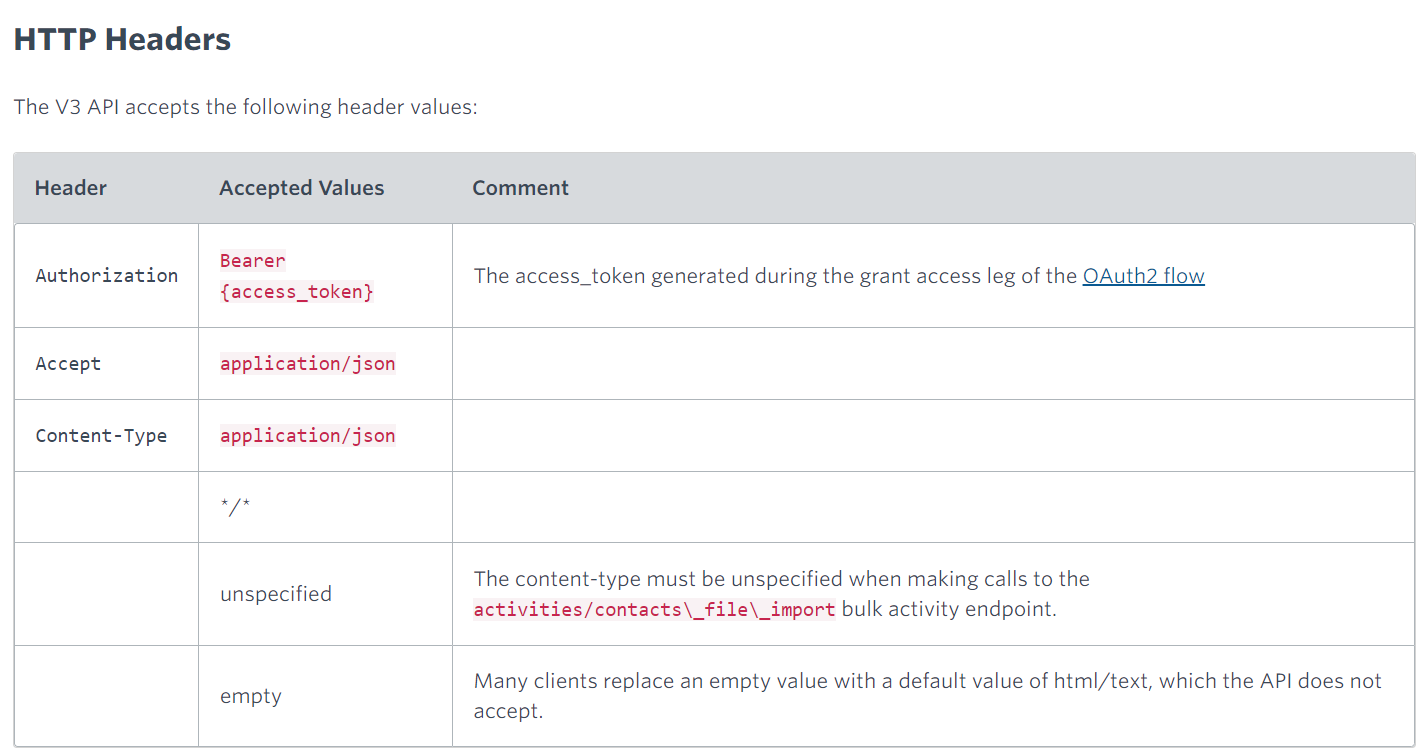 HTTP Headers
The V3 API accepts the following header values:
Header Accepted Values Comment
Authorization Bearer {access_token} The access_token generated during the grant access leg of the OAuth2 flow
Accept application/json
Content-Type application/json
*/*
unspecified The content-type must be unspecified when making calls to the
activities/contacts\_file\_import bulk activity endpoint.
empty Many clients replace an empty value with a default value of html/text, which the API does not
accept.